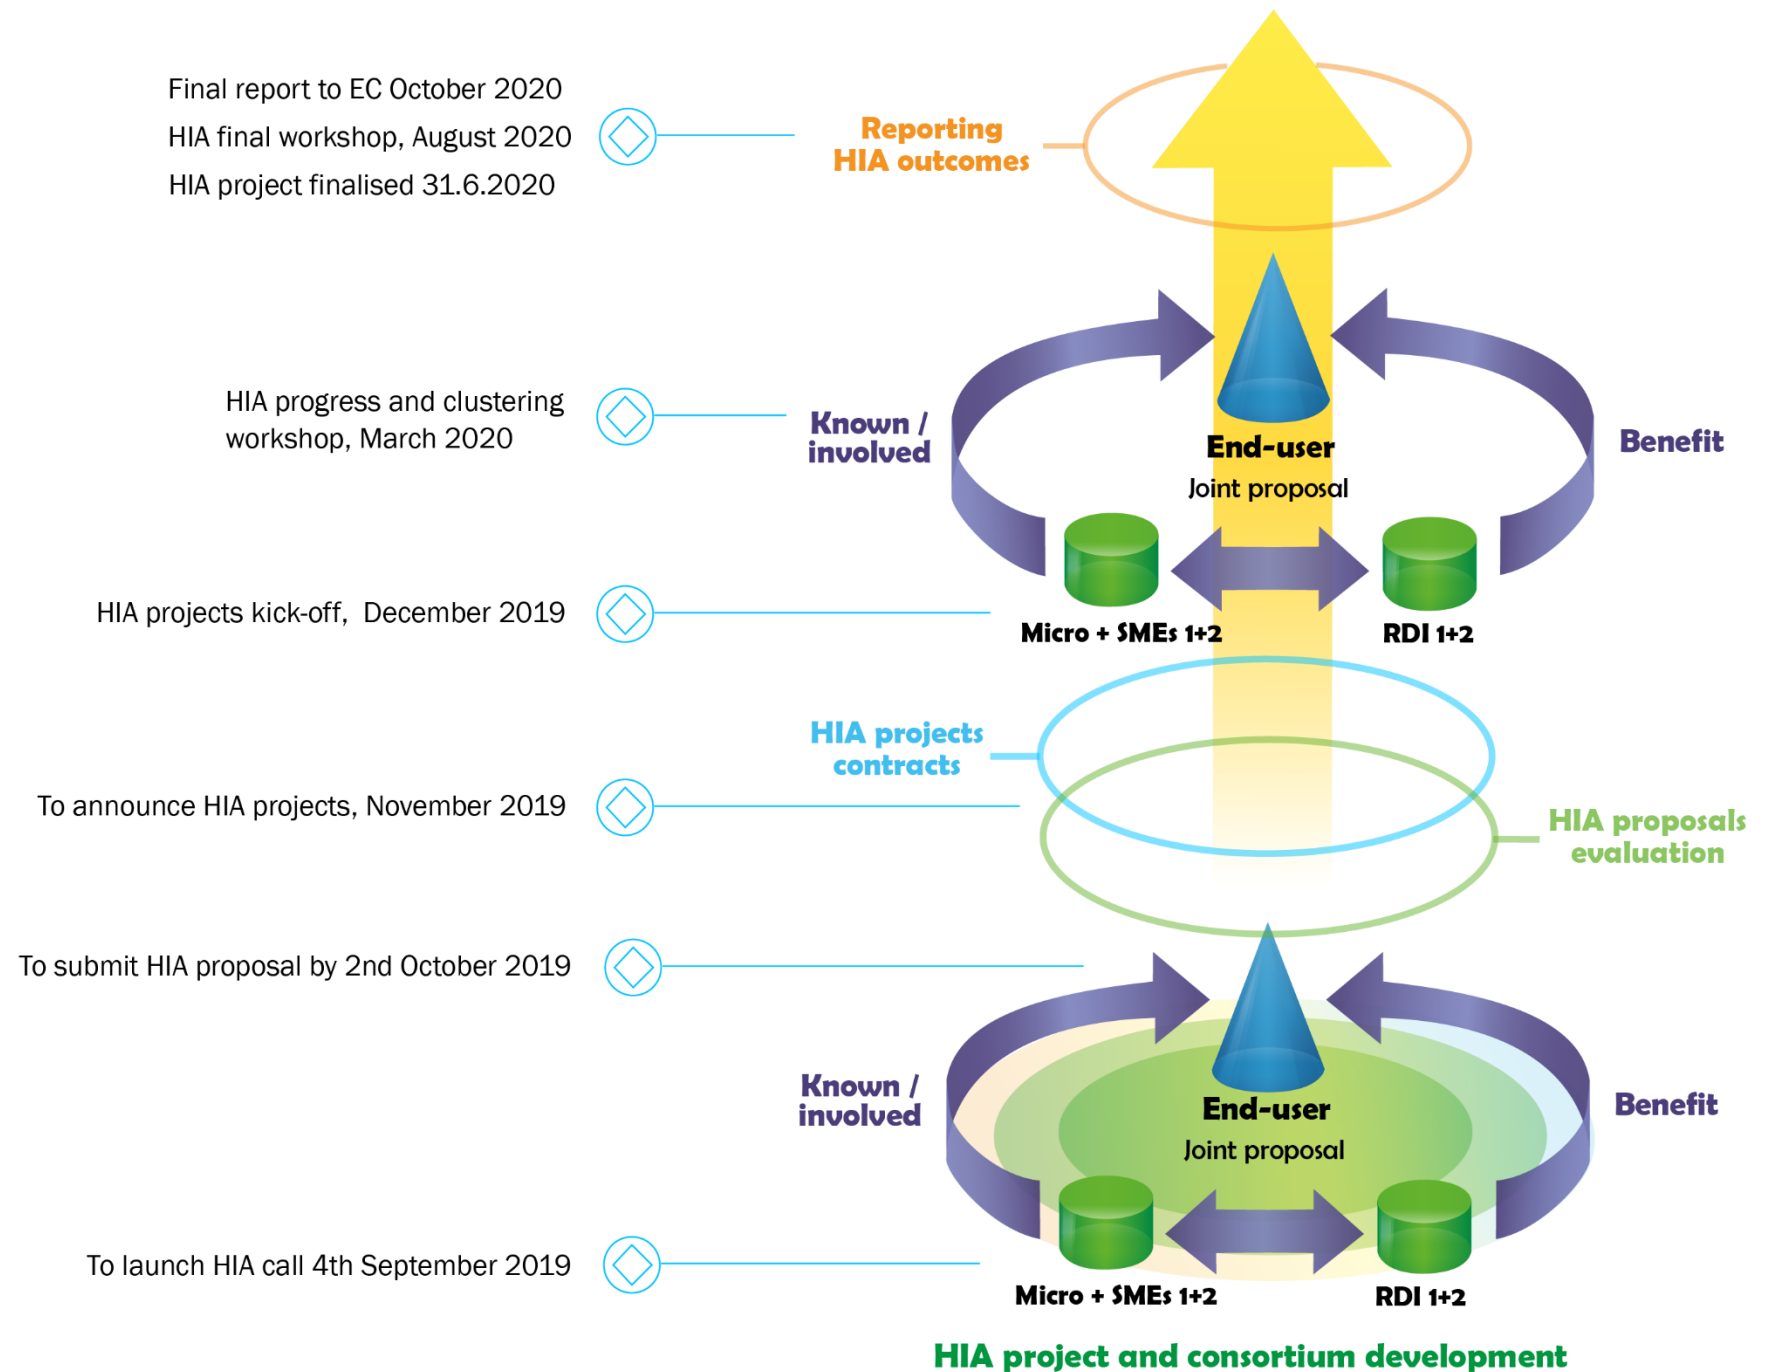 Final report to EC October 2020
HIA final workshop, August 2020
HIA project finalised 31.6.2020
Reporting
HIA outcomes
HIA progress and clustering
workshop, March 2020
Known /
involved
End-user
Joint proposal
Benefit
HIA projects kick-off,  December 2019
Micro + SMEs 1+2
RDI 1+2
HIA projects
contracts
To announce HIA projects, November 2019
HIA proposals
evaluation
To submit HIA proposal by 2nd October 2019
Known /
involved
End-user
Joint proposal
Benefit
To launch HIA call 4th September 2019
Micro + SMEs 1+2
RDI 1+2
HIA project and consortium development